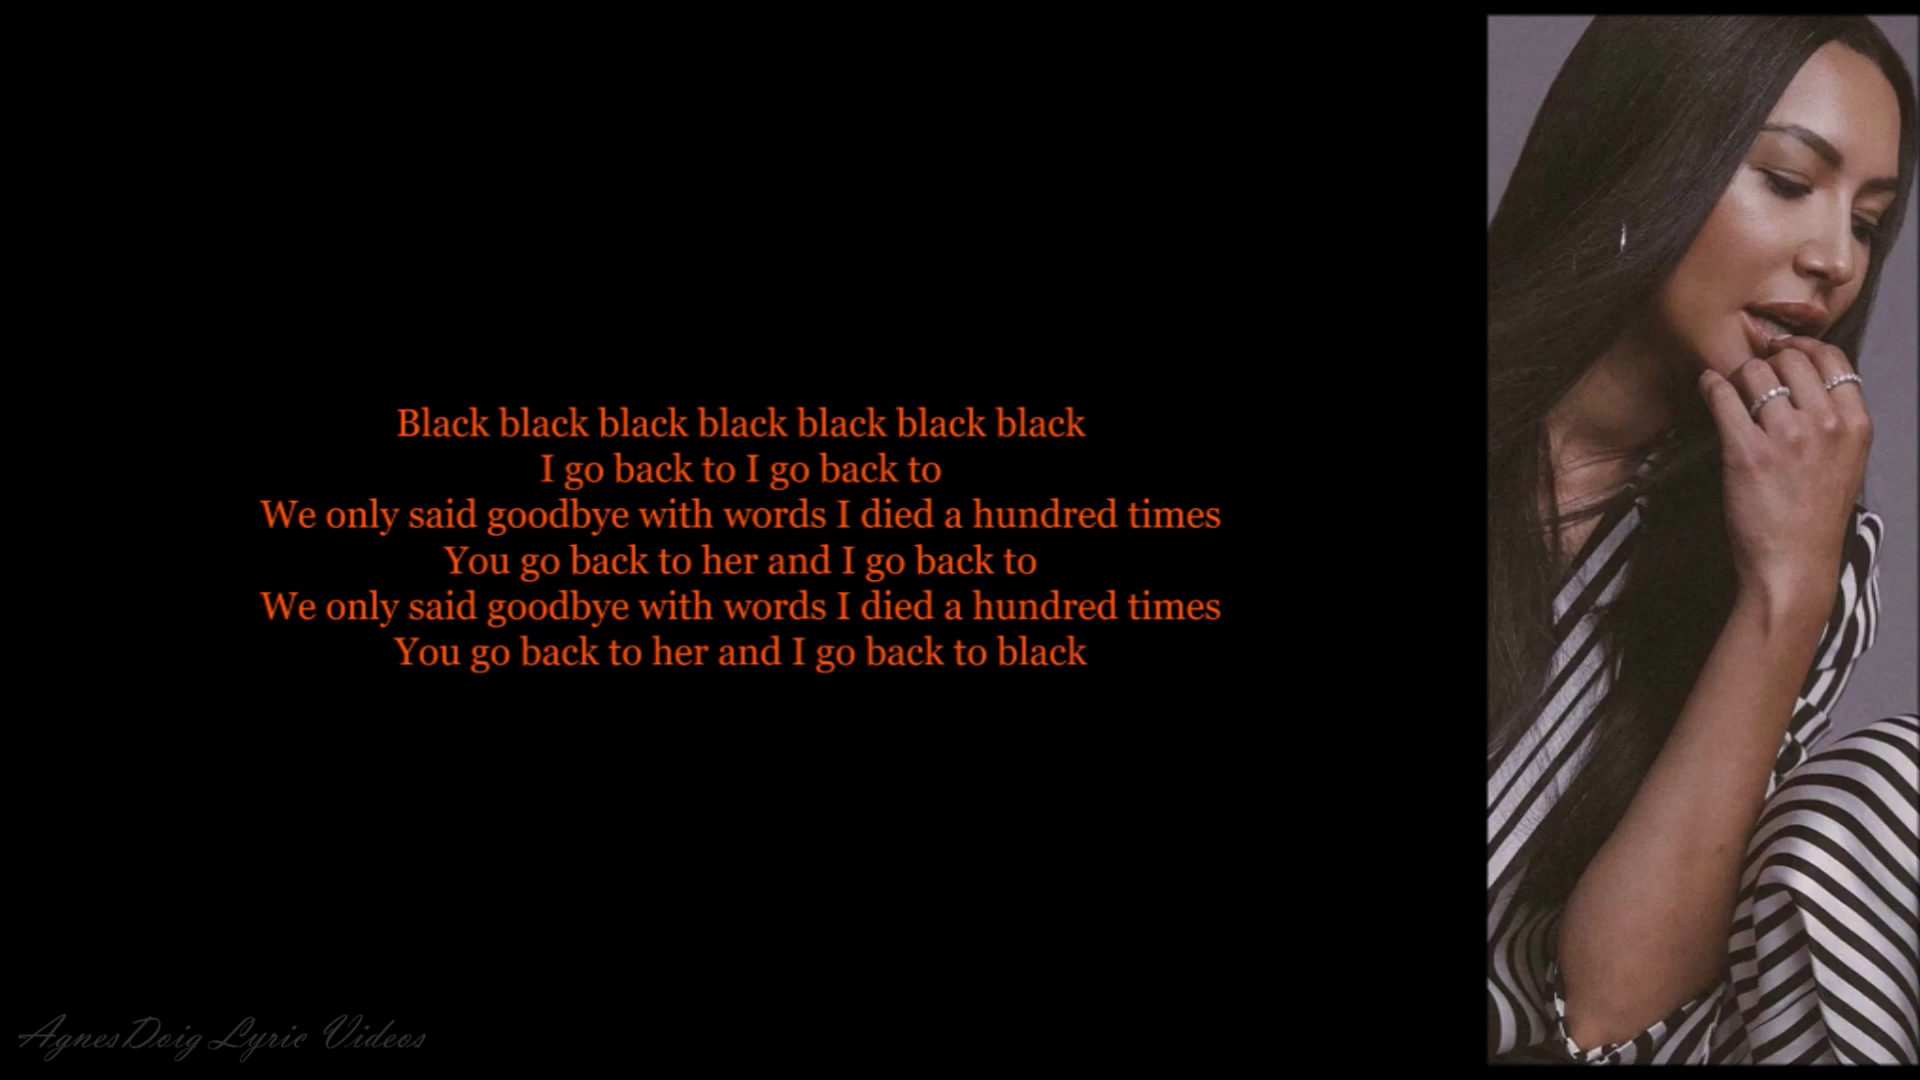 Black black black black black black black
I go back to I go back to
We only said goodbye with words I died a hundred times
You go back to her and I go back to
We only said goodbye with words I died a hundred times
You go back to her and I go back to black
AgnesDoig Lyric Videos